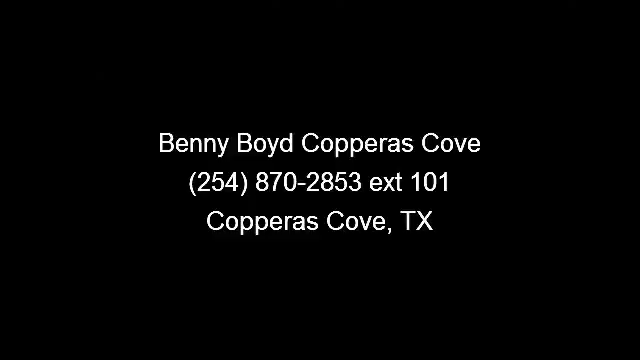 Benny Boyd Copperas Cove
(254) 870-2853 ext 101
Copperas Cove, TX